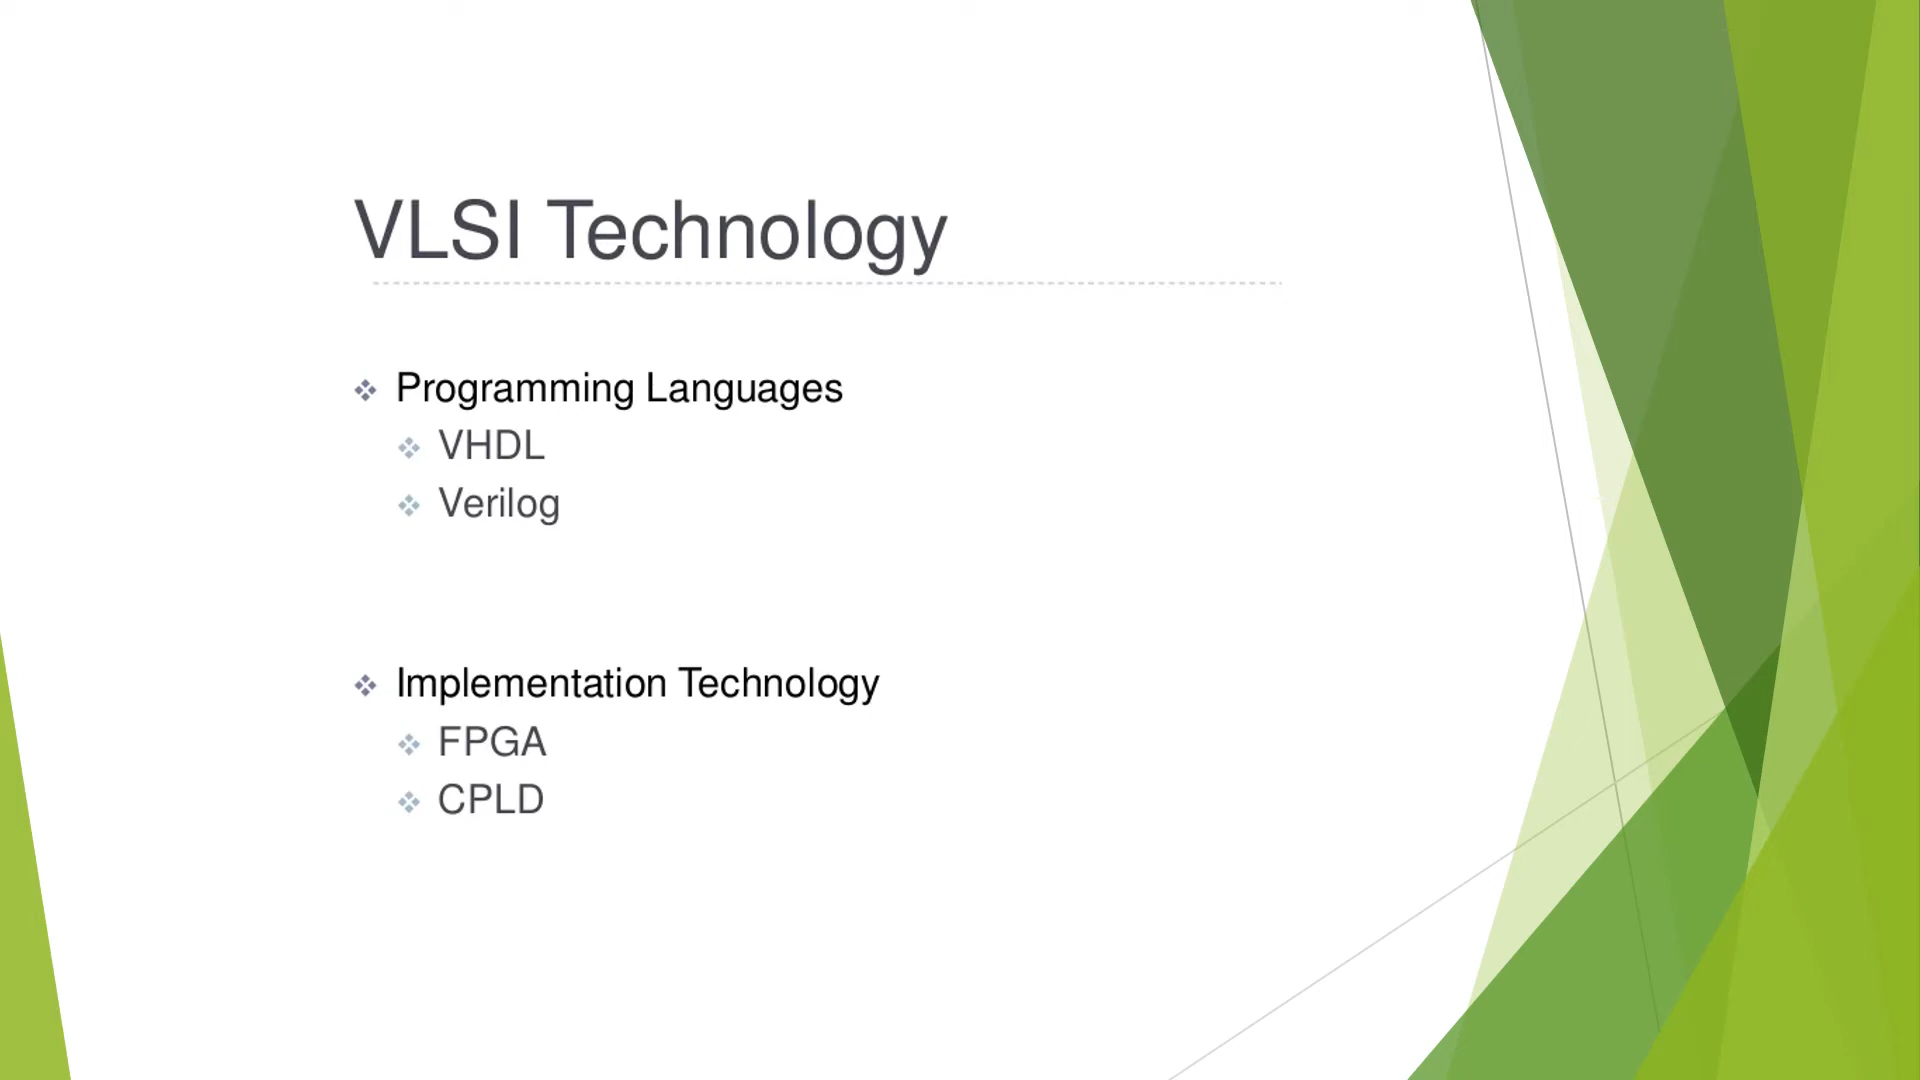 VLSI Technology
Programming Languages
VHDL
Verilog
Implementation Technology
FPGA
CPLD